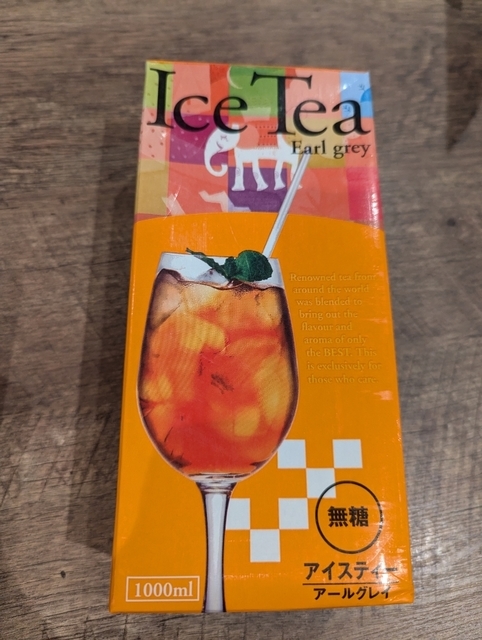 Ice Tea
Earl grey
Renowned tea from
around the world
was blended to
bring out the
flavour and
aroma of only
the BEST. This
is exclusively for
those who care
無糖
アイスティー
アールグレイ
1000ml